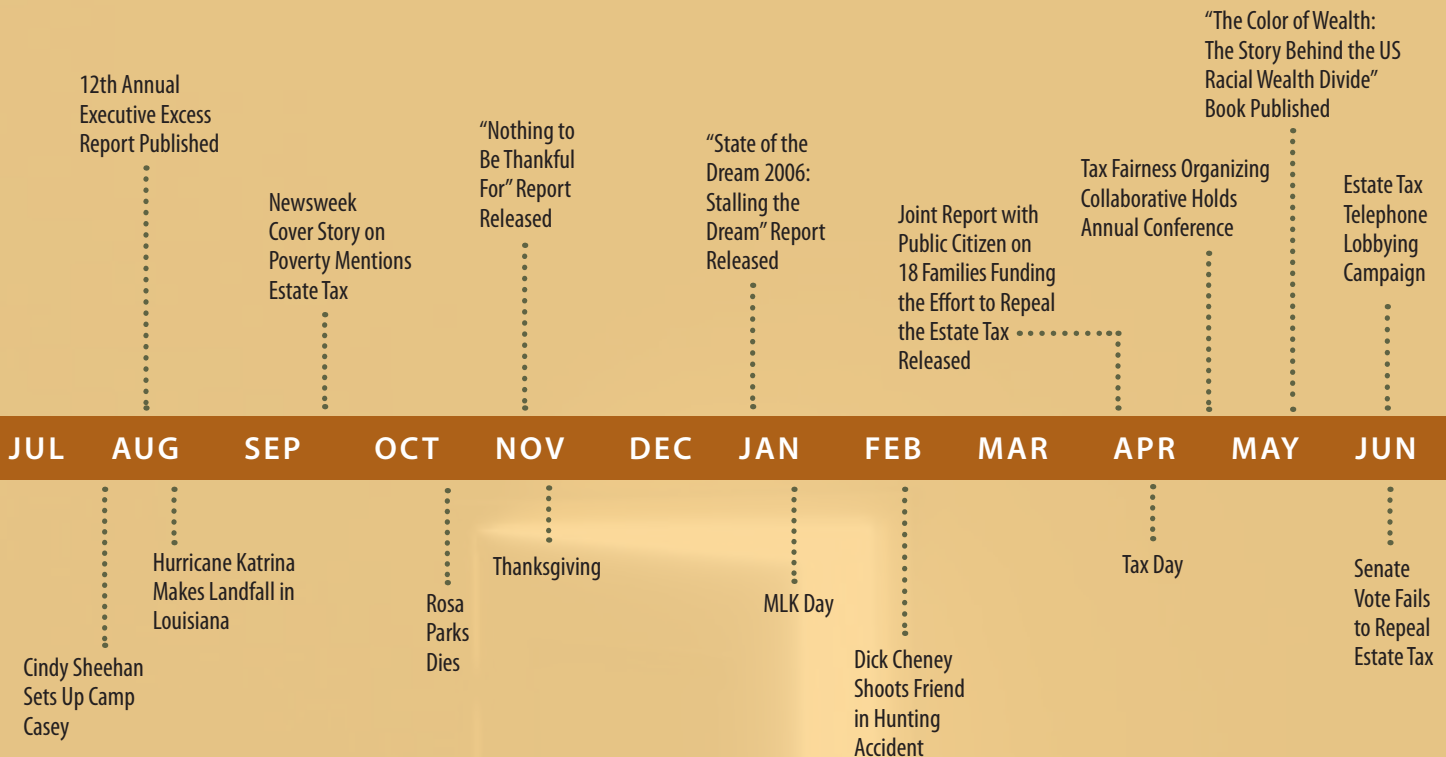 12th Annual
Executive Excess
Report Published
Newsweek
Cover Story on
Poverty Mentions
Estate Tax
“Nothing to
Be Thankful
For” Report
Released
“State of the
Dream 2006:
Stalling the
Dream” Report
Released
Joint Report with
Public Citizen on
18 Families Funding
the Effort to Repeal
the Estate Tax
Released
Tax Fairness Organizing
Collaborative Holds
Annual Conference
“The Color of Wealth:
The Story Behind the US
Racial Wealth Divide”
Book Published
Estate Tax
Telephone
Lobbying
Campaign
JUL AUG SEP OCT NOV DEC JAN FEB MAR APR MAY JUN
Cindy Sheehan
Sets Up Camp
Casey
Hurricane Katrina
Makes Landfall in
Louisiana
Rosa
Parks
Dies
Thanksgiving
MLK Day
Dick Cheney
Shoots Friend
in Hunting
Accident
Tax Day
Senate
Vote Fails
to Repeal
Estate Tax